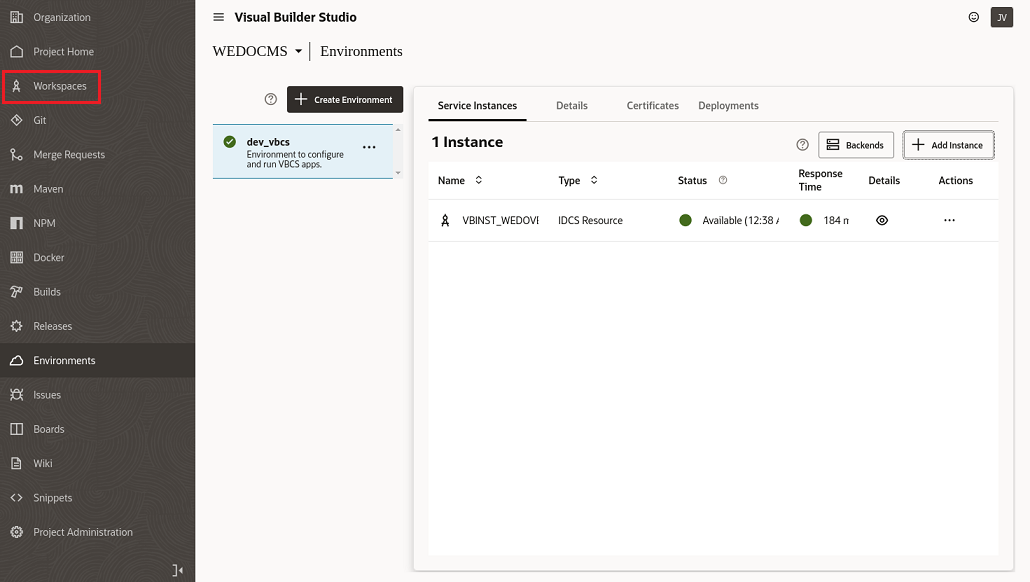 Organization
Project Home
Workspaces
Git
Merge Requests
Maven
NPM
Docker
Builds
Releases
Environments
Issues
Boards
Wiki
Snippets
Project Administration
Visual Builder Studio
JV
WEDOCMS
Environments
Create Environment
dev_vbcs
Environment to configure
and run VBCS apps.
Service Instances Details Certificates Deployments
1 Instance
Backends
Add Instance
Name Type Status Response Time Details Actions
VBINST_WEDOVE IDCS Resource Available (12:38 A 184 m